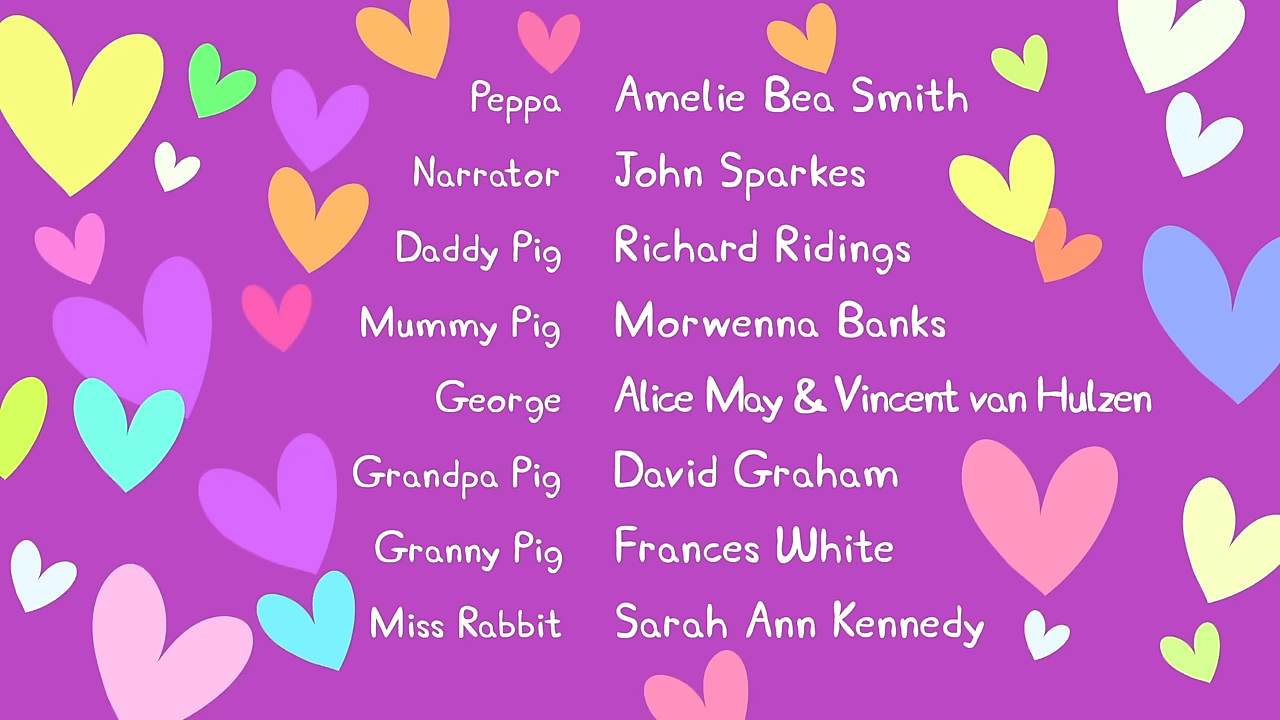 Peppa Amelie Bea Smith
Narrator John Sparkes
Daddy Pig Richard Ridings
Mummy Pig Morwenna Banks
George Alice May & Vincent van Hulzen
Grandpa Pig David Graham
Granny Pig Frances White
Miss Rabbit Sarah Ann Kennedy